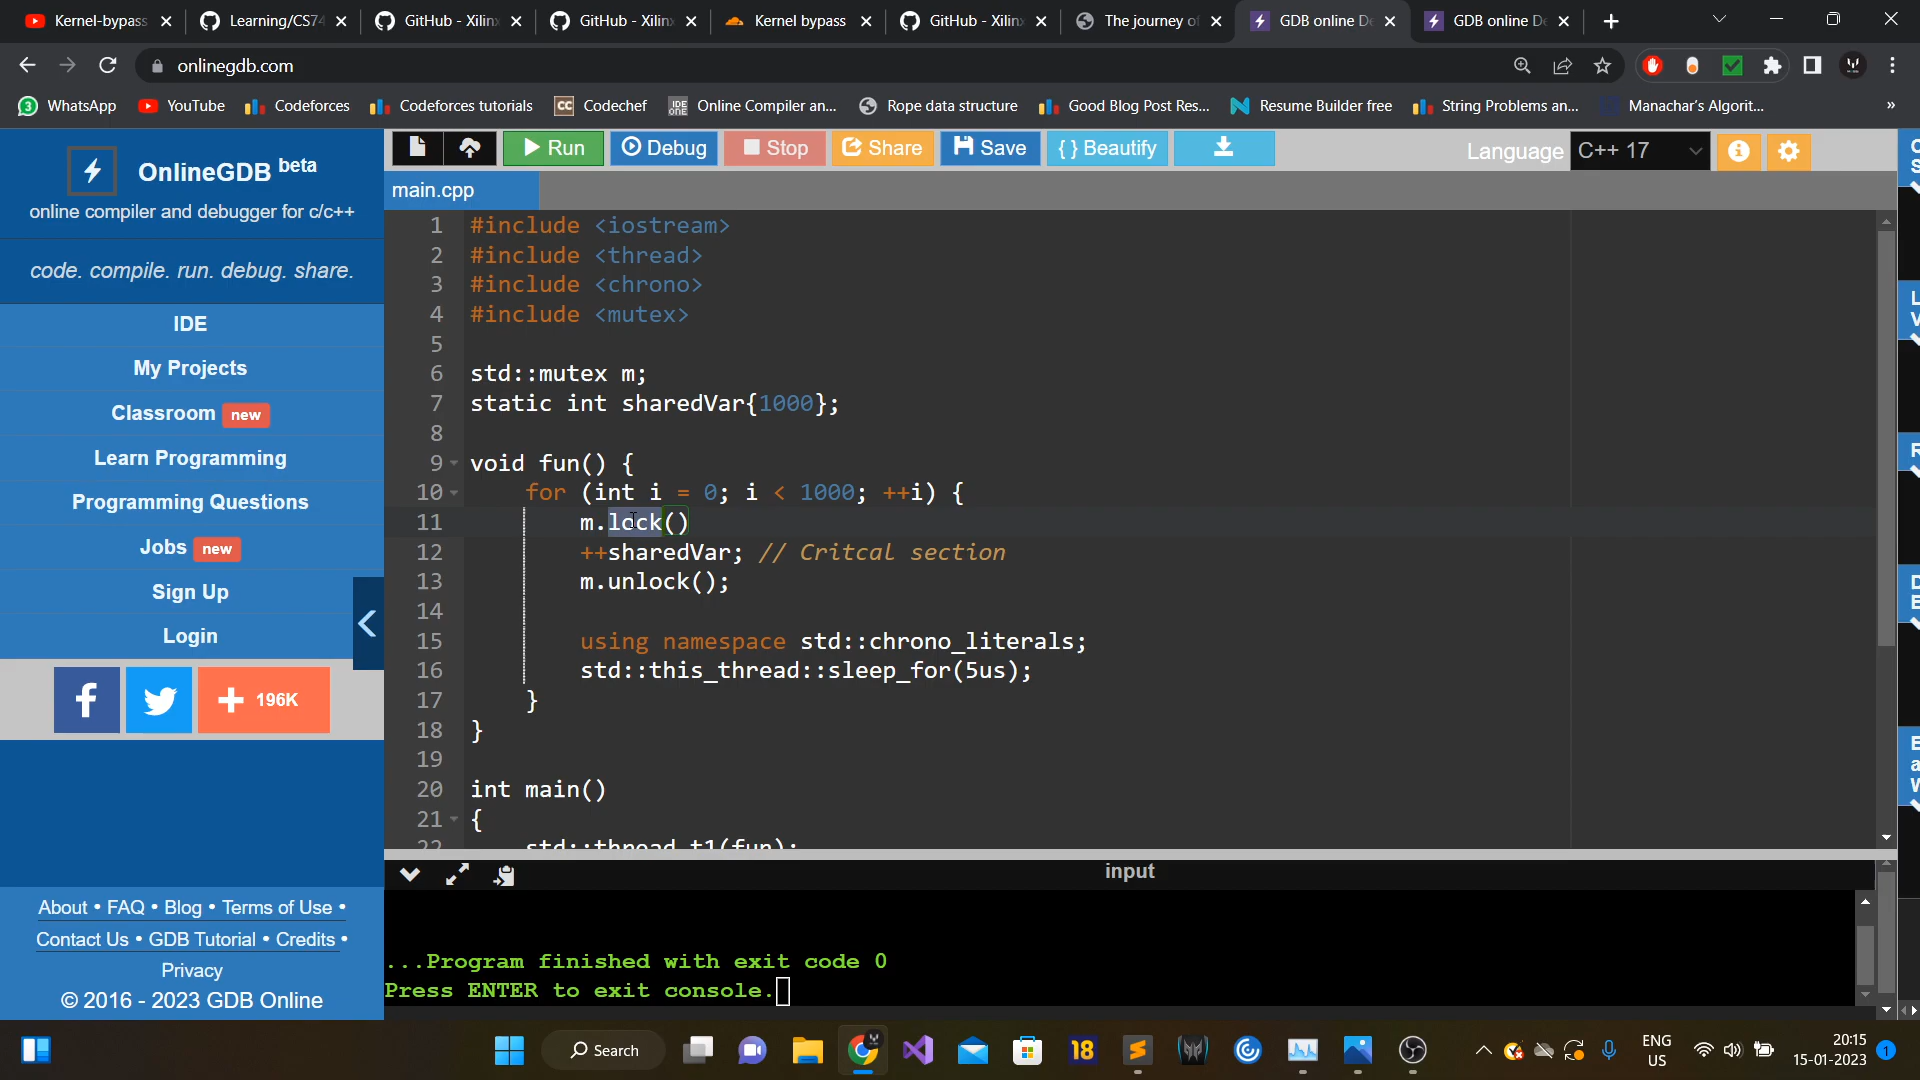 Kernel-bypass
Learning/CS74
GitHub - Xilinx
GitHub - Xilinx
Kernel bypass
GitHub - Xilinx
The journey of
GDB online De
GDB online De
onlinegdb.com
3 WhatsApp
YouTube
Codeforces
Codeforces tutorials
CC Codechef
IDE ONE Online Compiler an...
Rope data structure
Good Blog Post Res...
Resume Builder free
String Problems an...
Manachar's Algorit...
»
OnlineGDB beta
online compiler and debugger for c/c++
code. compile. run. debug. share.
IDE
My Projects
Classroom new
Learn Programming
Programming Questions
Jobs new
Sign Up
Login
196K
About • FAQ • Blog • Terms of Use •
Contact Us • GDB Tutorial • Credits •
Privacy
© 2016 - 2023 GDB Online
Run
Debug
Stop
Share
Save
{ } Beautify
Language C++ 17
main.cpp
1 #include <iostream>
2 #include <thread>
3 #include <chrono>
4 #include <mutex>
5
6 std::mutex m;
7 static int sharedVar{1000};
8
9 void fun() {
10 for (int i = 0; i < 1000; ++i) {
11 m.lock()
12 ++sharedVar; // Critcal section
13 m.unlock();
14
15 using namespace std::chrono_literals;
16 std::this_thread::sleep_for(5us);
17 }
18 }
19
20 int main()
21 {
22 std::thread t1(fun);
input
...Program finished with exit code 0
Press ENTER to exit console.
Search
18
ENG
US
20:15
15-01-2023
1